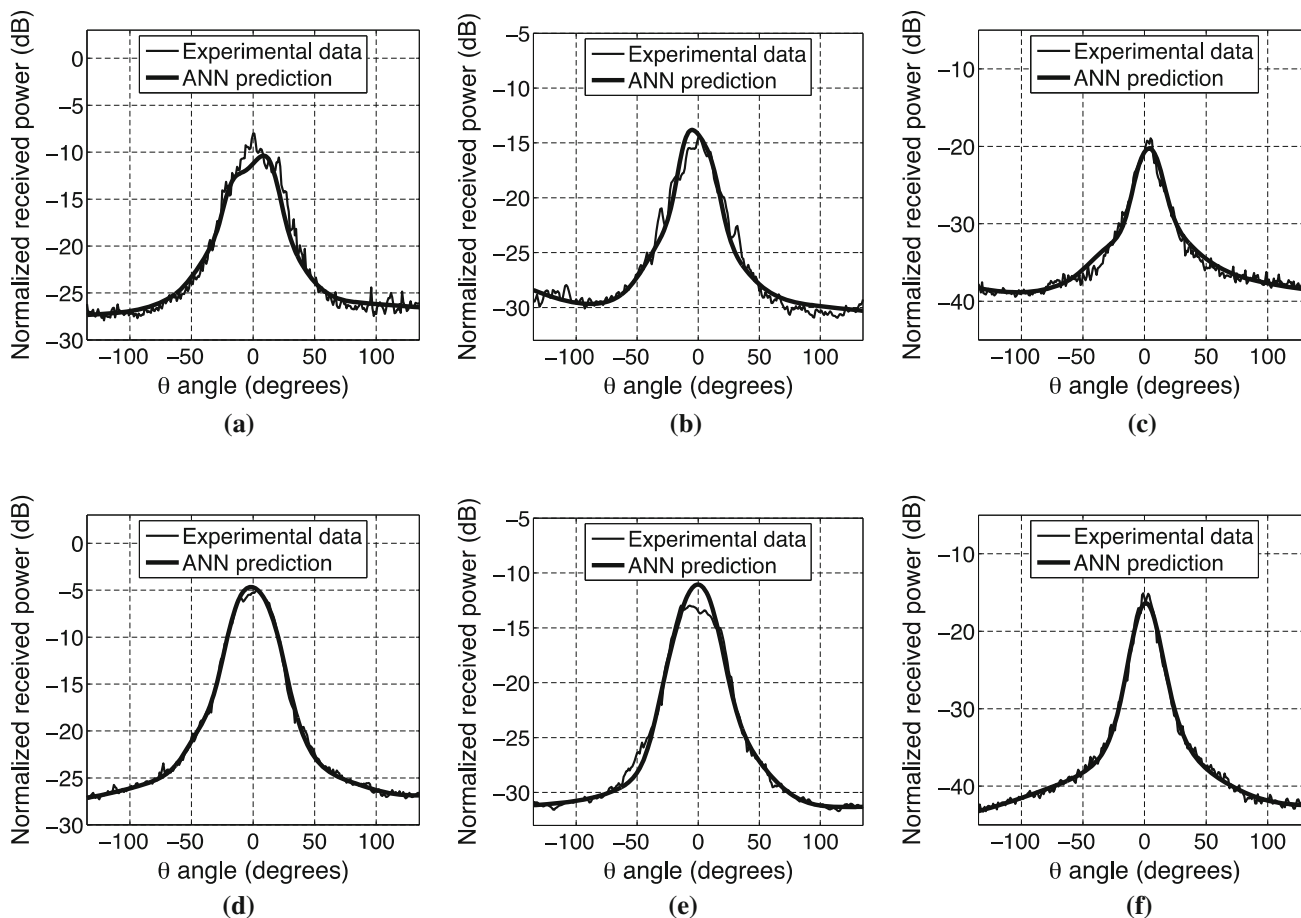 Normalized received power (dB)
0
−5
−10
−15
−20
−25
−30
−100 −50 0 50 100
θ angle (degrees)
Experimental data
ANN prediction
(a)
Normalized received power (dB)
−5
−10
−15
−20
−25
−30
−100 −50 0 50 100
θ angle (degrees)
Experimental data
ANN prediction
(b)
Normalized received power (dB)
−10
−20
−30
−40
−100 −50 0 50 100
θ angle (degrees)
Experimental data
ANN prediction
(c)
Normalized received power (dB)
0
−5
−10
−15
−20
−25
−30
−100 −50 0 50 100
θ angle (degrees)
Experimental data
ANN prediction
(d)
Normalized received power (dB)
−5
−10
−15
−20
−25
−30
−100 −50 0 50 100
θ angle (degrees)
Experimental data
ANN prediction
(e)
Normalized received power (dB)
−10
−20
−30
−40
−100 −50 0 50 100
θ angle (degrees)
Experimental data
ANN prediction
(f)